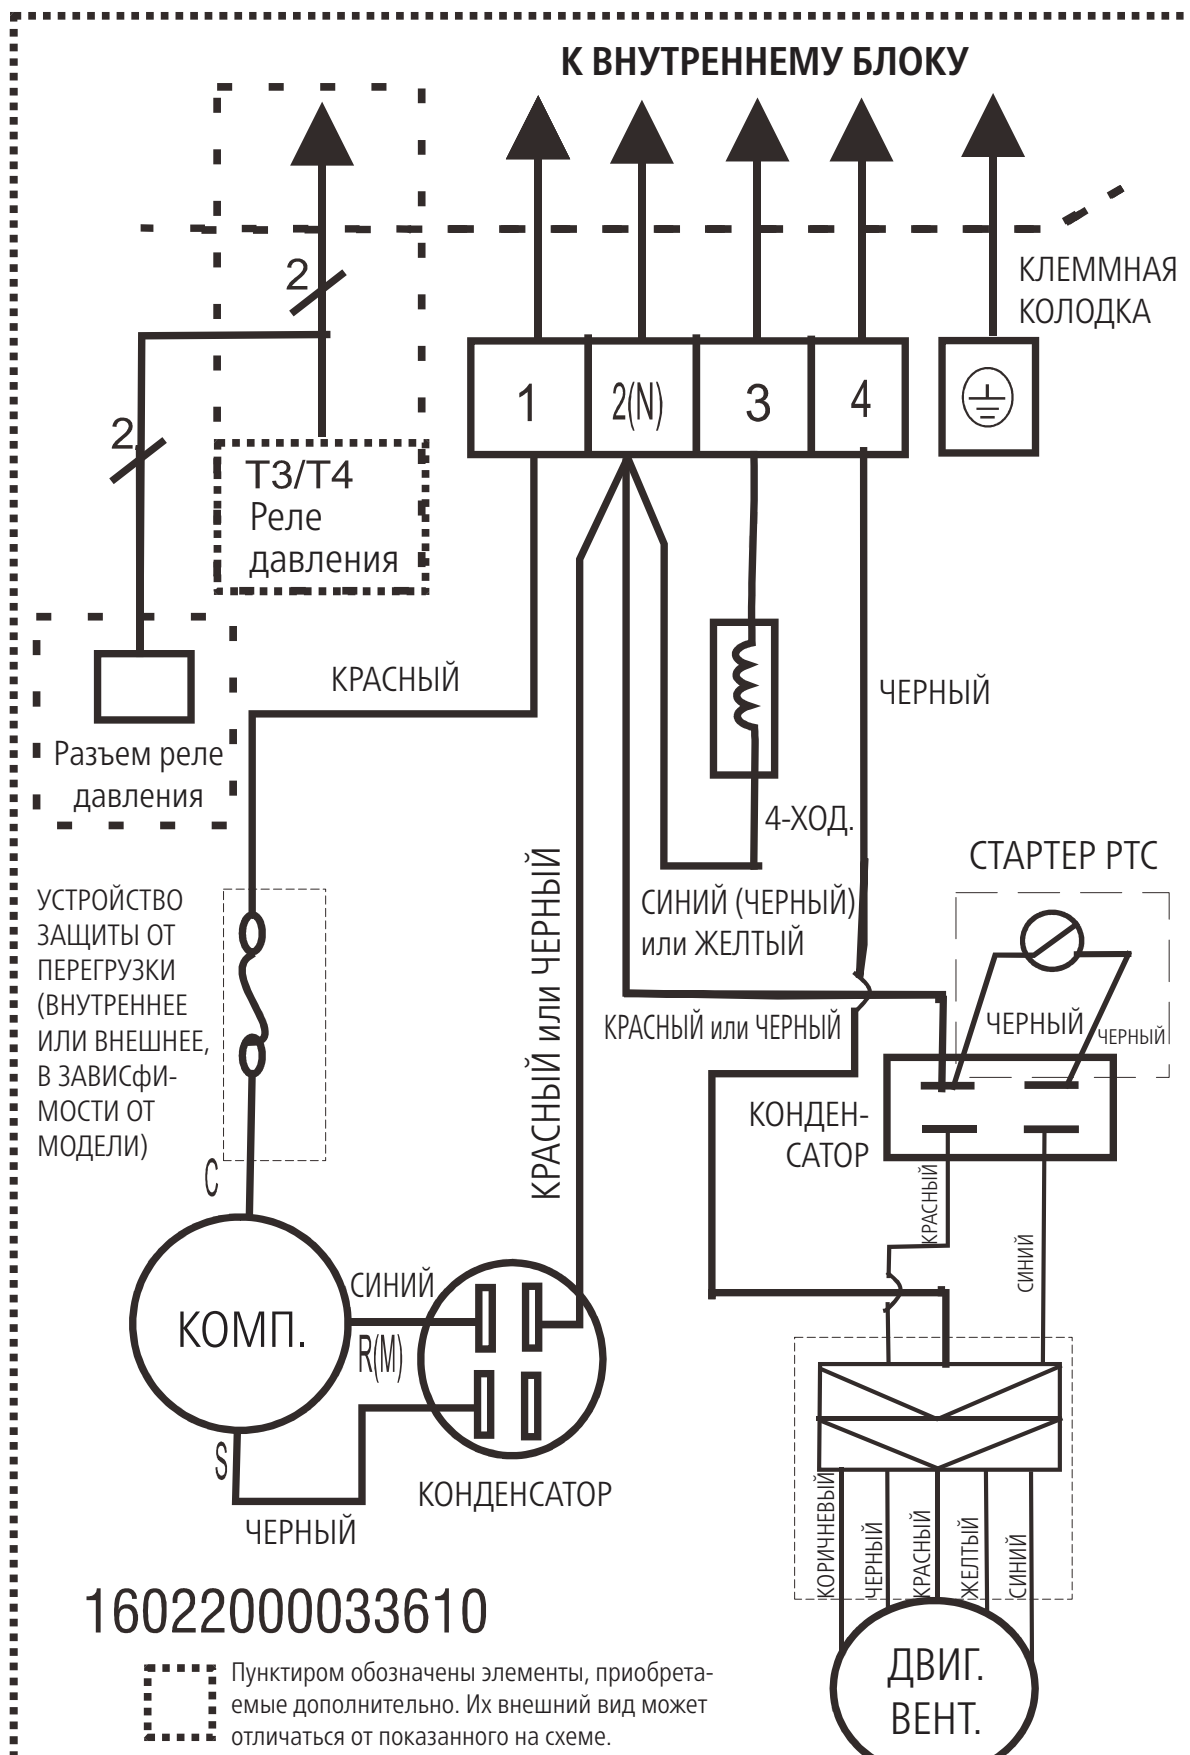 К ВНУТРЕННЕМУ БЛОКУ
КЛЕММНАЯ
КОЛОДКА
2
2
1
2(N)
3
4
T3/T4
Реле
давления
Разъем реле
давления
КРАСНЫЙ
ЧЕРНЫЙ
4-ХОД.
СИНИЙ (ЧЕРНЫЙ)
или ЖЕЛТЫЙ
СТАРТЕР PTC
УСТРОЙСТВО
ЗАЩИТЫ ОТ
ПЕРЕГРУЗКИ
(ВНУТРЕННЕЕ
ИЛИ ВНЕШНЕЕ,
В ЗАВИСфИ-
МОСТИ ОТ
МОДЕЛИ)
КРАСНЫЙ или ЧЕРНЫЙ
КРАСНЫЙ или ЧЕРНЫЙ
ЧЕРНЫЙ
ЧЕРНЫЙ
КОНДЕН-
САТОР
КРАСНЫЙ
СИНИЙ
C
КОМП.
СИНИЙ
R(M)
S
ЧЕРНЫЙ
КОНДЕНСАТОР
КОРИЧНЕВЫЙ
ЧЕРНЫЙ
КРАСНЫЙ
ЖЕЛТЫЙ
СИНИЙ
ДВИГ.
ВЕНТ.
16022000033610
Пунктиром обозначены элементы, приобрета-
емые дополнительно. Их внешний вид может
отличаться от показанного на схеме.